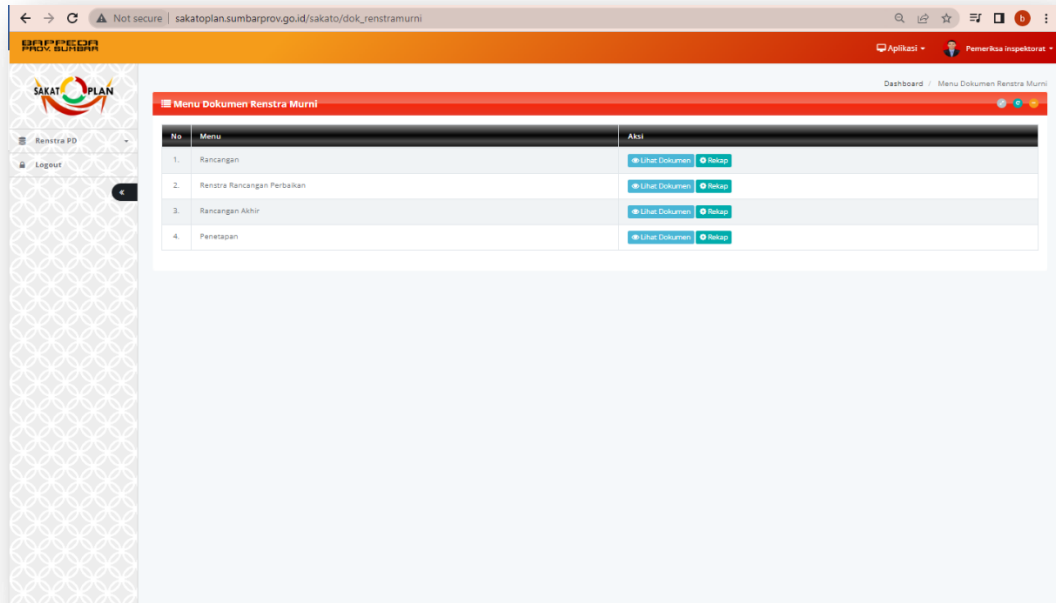 Not secure | sakatoplan.sumbarprov.go.id/sakato/dok_renstramurni
b
BAPPEDA
PROV. SUMBAR
Aplikasi
Pemeriksa inspektorat
SAKATO PLAN
Dashboard / Menu Dokumen Renstra Murni
Menu Dokumen Renstra Murni
Renstra PD
Logout
No Menu Aksi
1. Rancangan Lihat Dokumen Rekap
2. Renstra Rancangan Perbaikan Lihat Dokumen Rekap
3. Rancangan Akhir Lihat Dokumen Rekap
4. Penetapan Lihat Dokumen Rekap